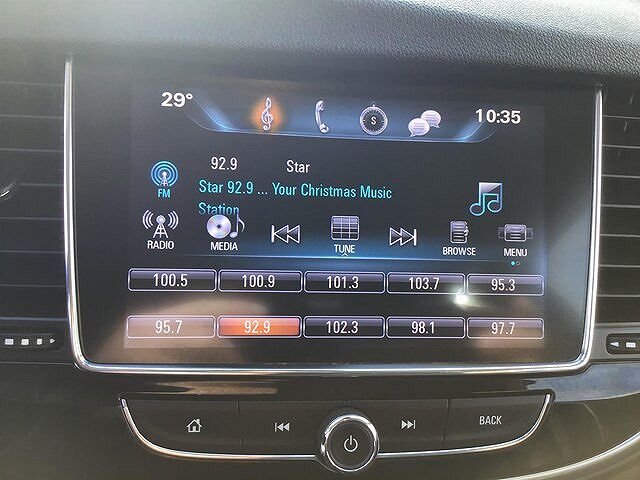 29° 10:35
S
92.9 Star
FM Star 92.9 ... Your Christmas Music
Station
RADIO MEDIA TUNE BROWSE MENU
100.5 100.9 101.3 103.7 95.3
95.7 92.9 102.3 98.1 97.7
BACK